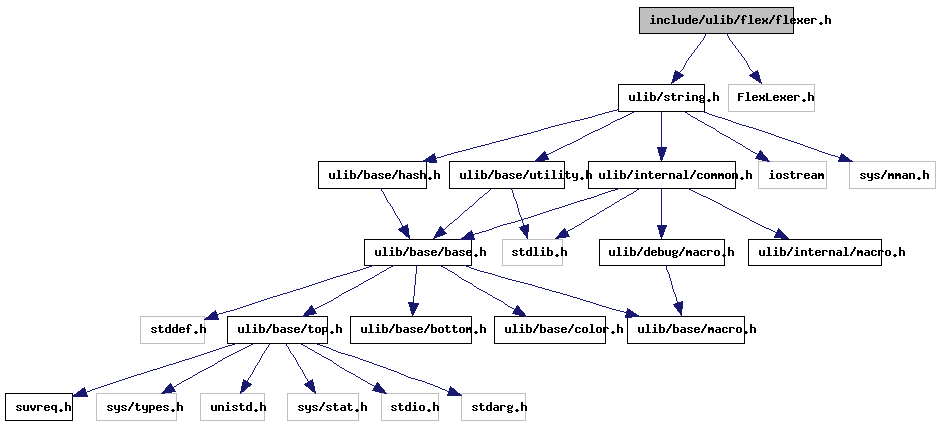 include/ulib/flex/flexer.h
ulib/string.h
FlexLexer.h
ulib/base/hash.h
ulib/base/utility.h
ulib/internal/common.h
iostream
sys/mman.h
ulib/base/base.h
stdlib.h
ulib/debug/macro.h
ulib/internal/macro.h
stddef.h
ulib/base/top.h
ulib/base/bottom.h
ulib/base/color.h
ulib/base/macro.h
suvreq.h
sys/types.h
unistd.h
sys/stat.h
stdio.h
stdarg.h